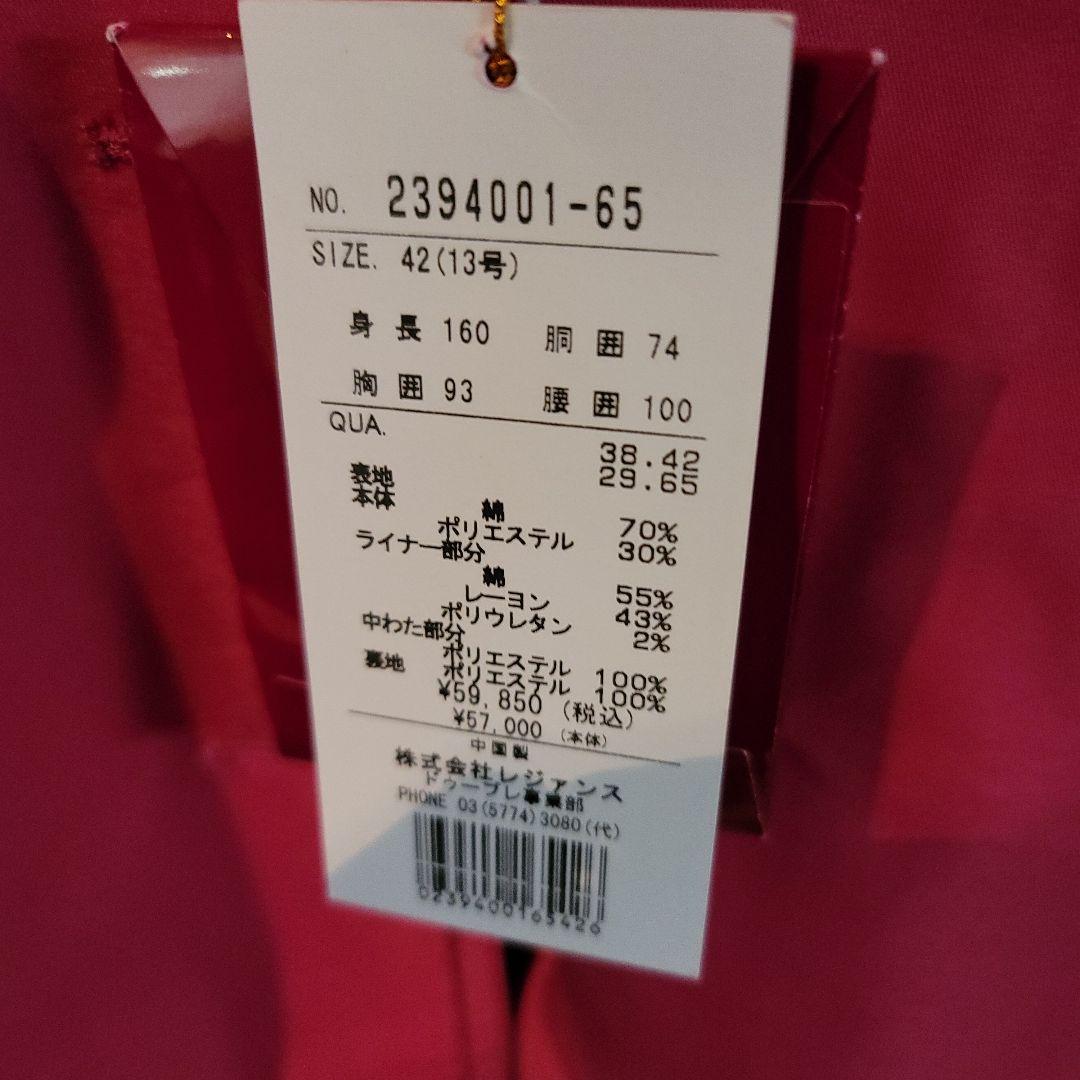 NO. 2394001-65
SIZE. 42(13号)
身長 160 胴囲 74
胸囲 93 腰囲 100
QUA.
38.42
29.65
表地
本体
綿 70%
ポリエステル 30%
ライナー部分
綿 55%
レーヨン 43%
ポリウレタン 2%
中わた部分
ポリエステル 100%
裏地 ポリエステル 100%
¥59,850 (税込)
¥57,000 (本体)
中国製
株式会社レジァンス
ドゥーブレ事業部
PHONE 03(5774)3080(代)
0239400165426